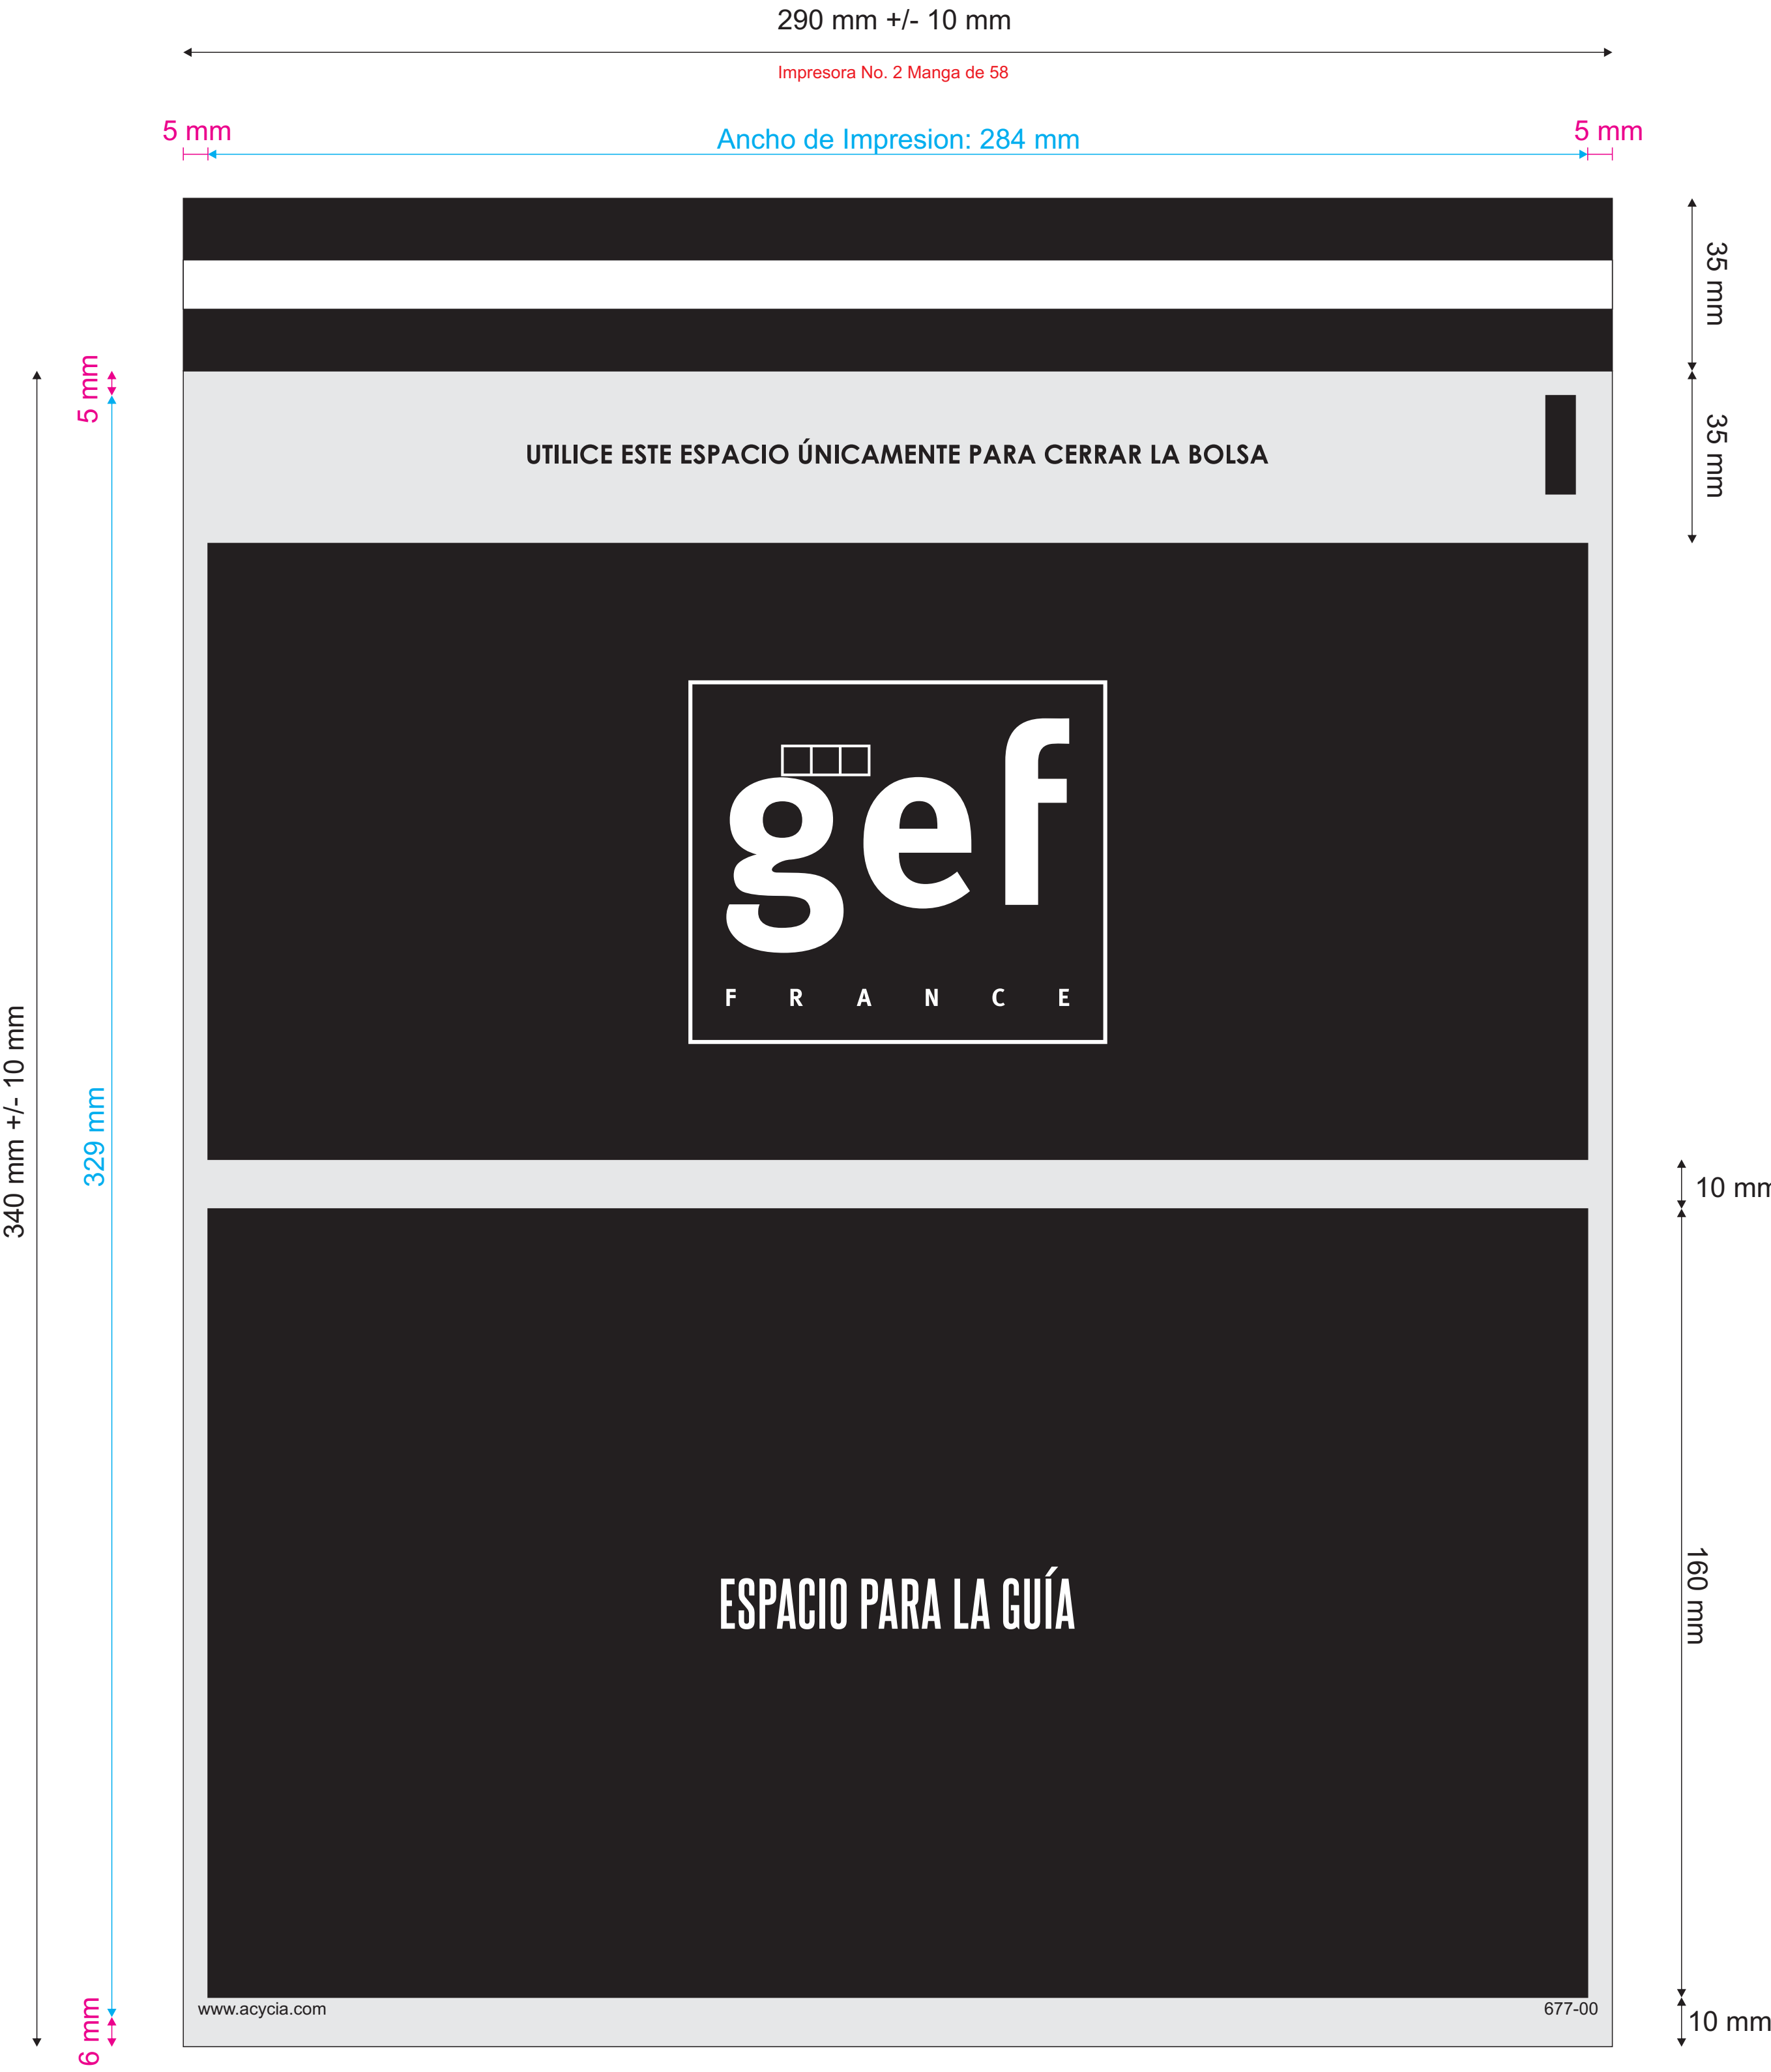 290 mm +/- 10 mm
Impresora No. 2 Manga de 58
5 mm
Ancho de Impresion: 284 mm
5 mm
35 mm
5 mm
35 mm
UTILICE ESTE ESPACIO ÚNICAMENTE PARA CERRAR LA BOLSA
gef
FRANCE
340 mm +/- 10 mm
329 mm
10 mm
ESPACIO PARA LA GUÍA
160 mm
www.acycia.com
677-00
6 mm
10 mm